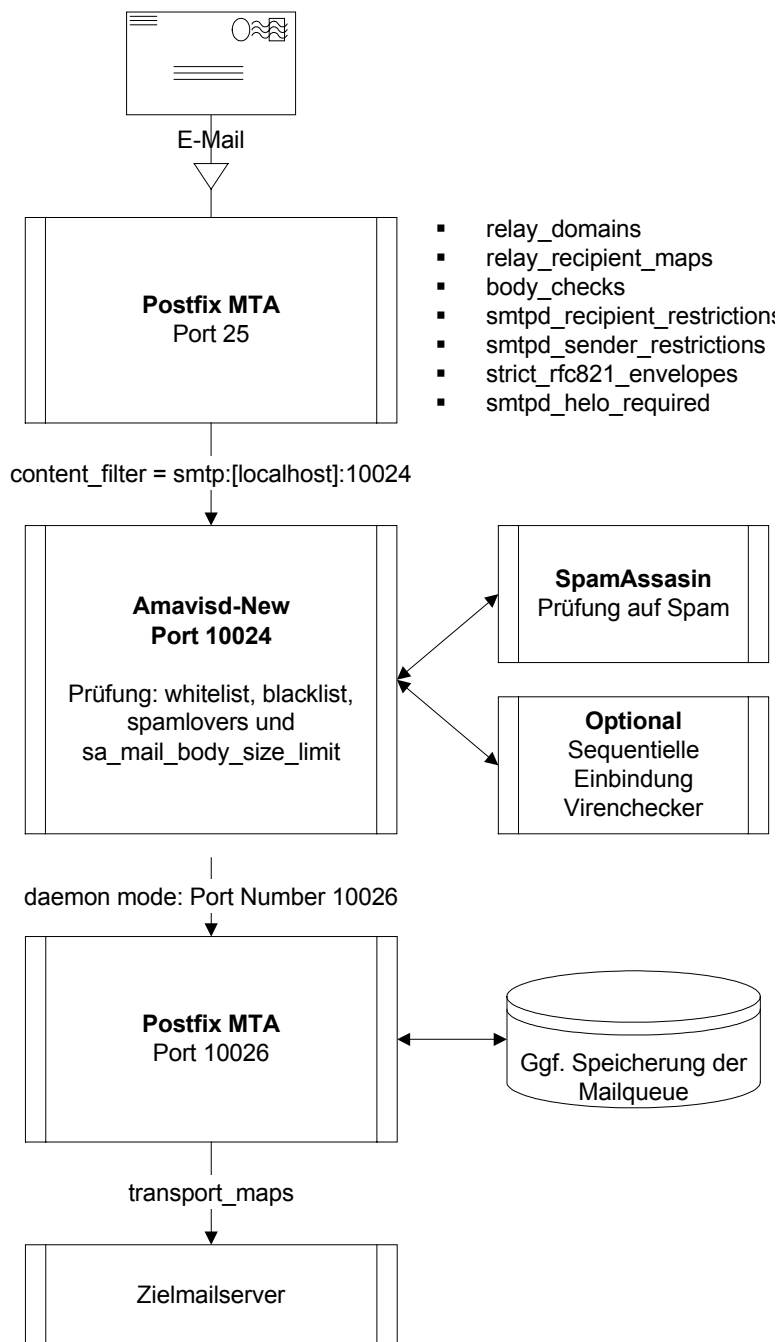 E-Mail
Postfix MTA
Port 25
▪ relay_domains
▪ relay_recipient_maps
▪ body_checks
▪ smtpd_recipient_restrictions
▪ smtpd_sender_restrictions
▪ strict_rfc821_envelopes
▪ smtpd_helo_required
content_filter = smtp:[localhost]:10024
Amavisd-New
Port 10024
Prüfung: whitelist, blacklist,
spamlovers und
sa_mail_body_size_limit
SpamAssasin
Prüfung auf Spam
Optional
Sequentielle
Einbindung
Virenchecker
daemon mode: Port Number 10026
Postfix MTA
Port 10026
Ggf. Speicherung der
Mailqueue
transport_maps
Zielmailserver